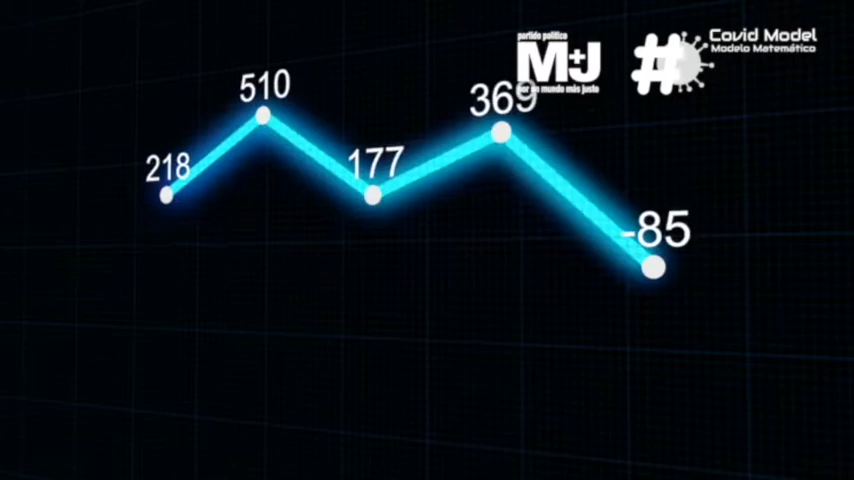 partido político
M+J
por un mundo más justo
#
Covid Model
Modelo Matemático
510
369
218
177
-85